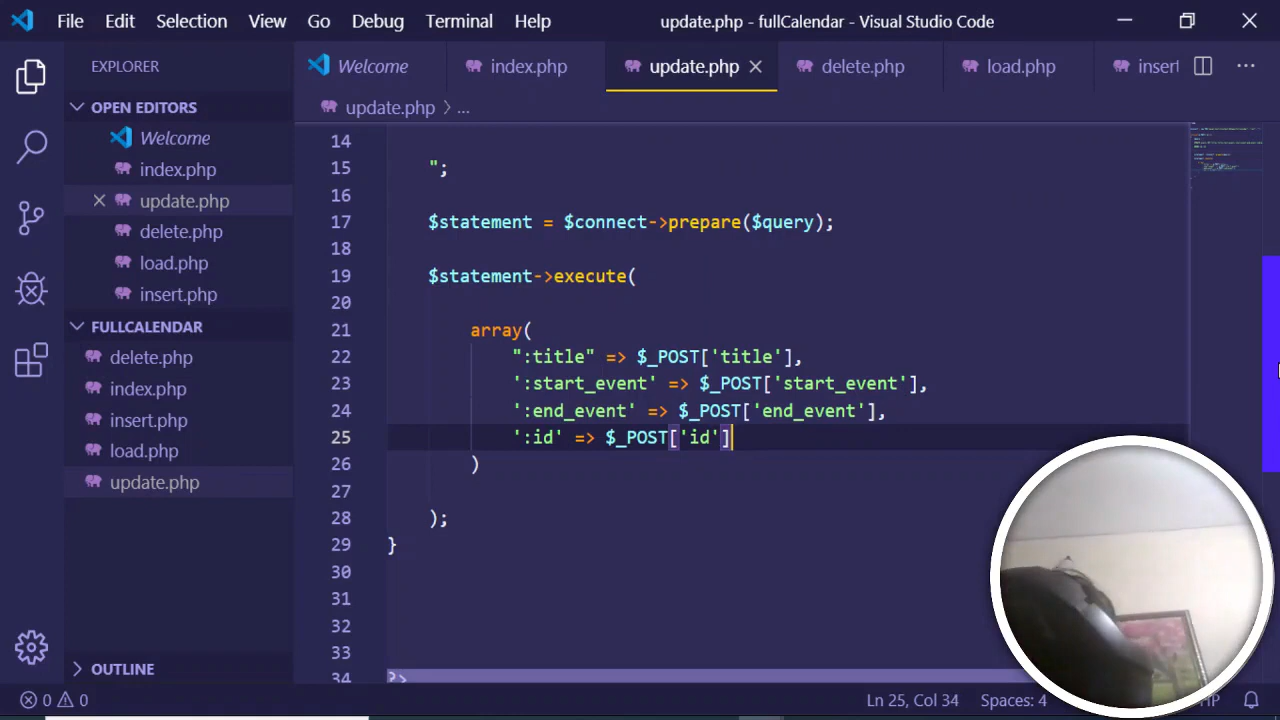 File Edit Selection View Go Debug Terminal Help update.php - fullCalendar - Visual Studio Code
EXPLORER
Welcome index.php update.php delete.php load.php insert
OPEN EDITORS
Welcome
index.php
update.php
delete.php
load.php
insert.php
FULLCALENDAR
delete.php
index.php
insert.php
load.php
update.php
OUTLINE
update.php > ...
14
15 ";
16
17 $statement = $connect->prepare($query);
18
19 $statement->execute(
20
21 array(
22 ":title" => $_POST['title'],
23 ':start_event' => $_POST['start_event'],
24 ':end_event' => $_POST['end_event'],
25 ':id' => $_POST['id']
26 )
27
28 );
29 }
30
31
32
33
34 ?>
0 0 Ln 25, Col 34 Spaces: 4 HP